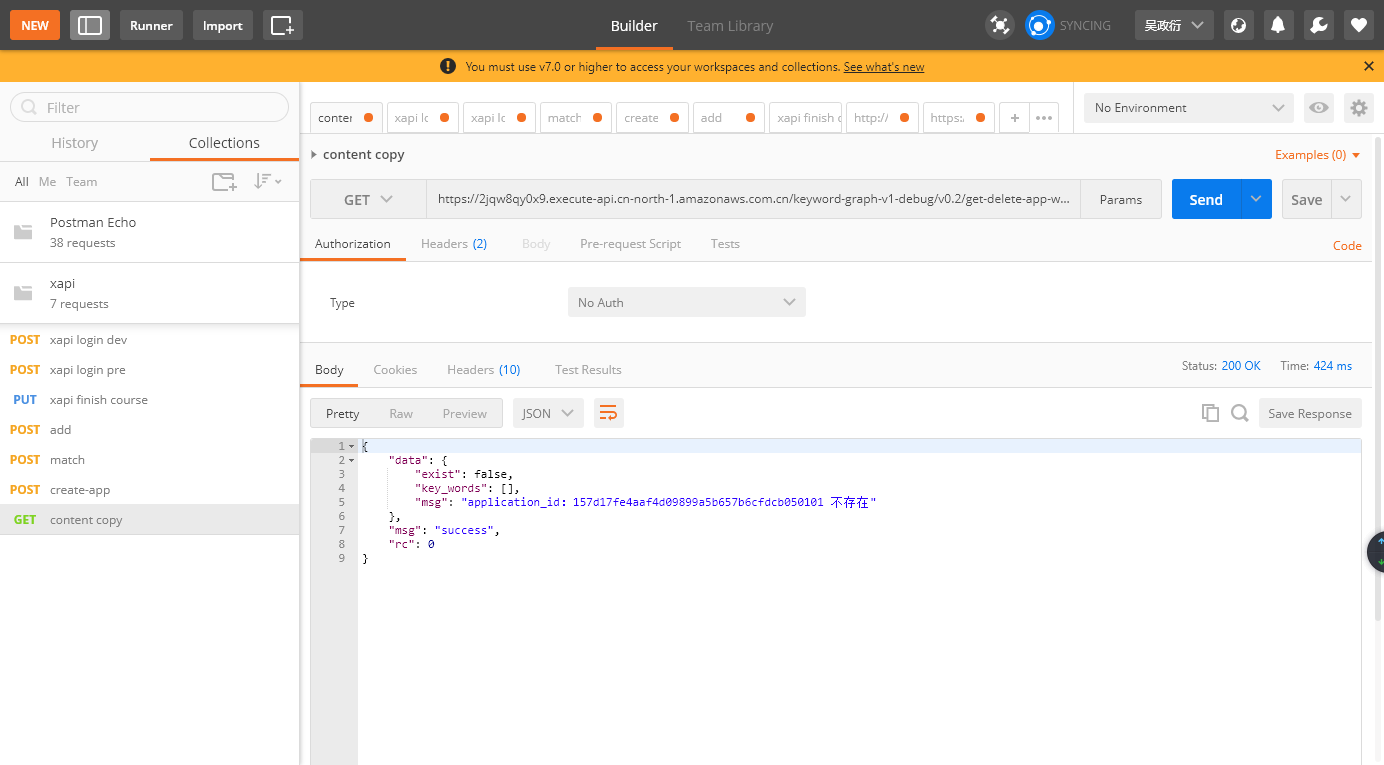 NEW Runner Import Builder Team Library SYNCING 吴政衍
You must use v7.0 or higher to access your workspaces and collections. See what's new
Filter
History Collections
All Me Team
Postman Echo
38 requests
xapi
7 requests
POST xapi login dev
POST xapi login pre
PUT xapi finish course
POST add
POST match
POST create-app
GET content copy
conter xapi lc xapi lc match create add xapi finish c http:// https: + •••
No Environment
content copy
Examples (0)
GET https://2jqw8qy0x9.execute-api.cn-north-1.amazonaws.com.cn/keyword-graph-v1-debug/v0.2/get-delete-app-w... Params Send Save
Authorization Headers (2) Body Pre-request Script Tests Code
Type No Auth
Body Cookies Headers (10) Test Results Status: 200 OK Time: 424 ms
Pretty Raw Preview JSON Save Response
1 {
2 "data": {
3 "exist": false,
4 "key_words": [],
5 "msg": "application_id: 157d17fe4aaf4d09899a5b657b6cfdcb050101 不存在"
6 },
7 "msg": "success",
8 "rc": 0
9 }